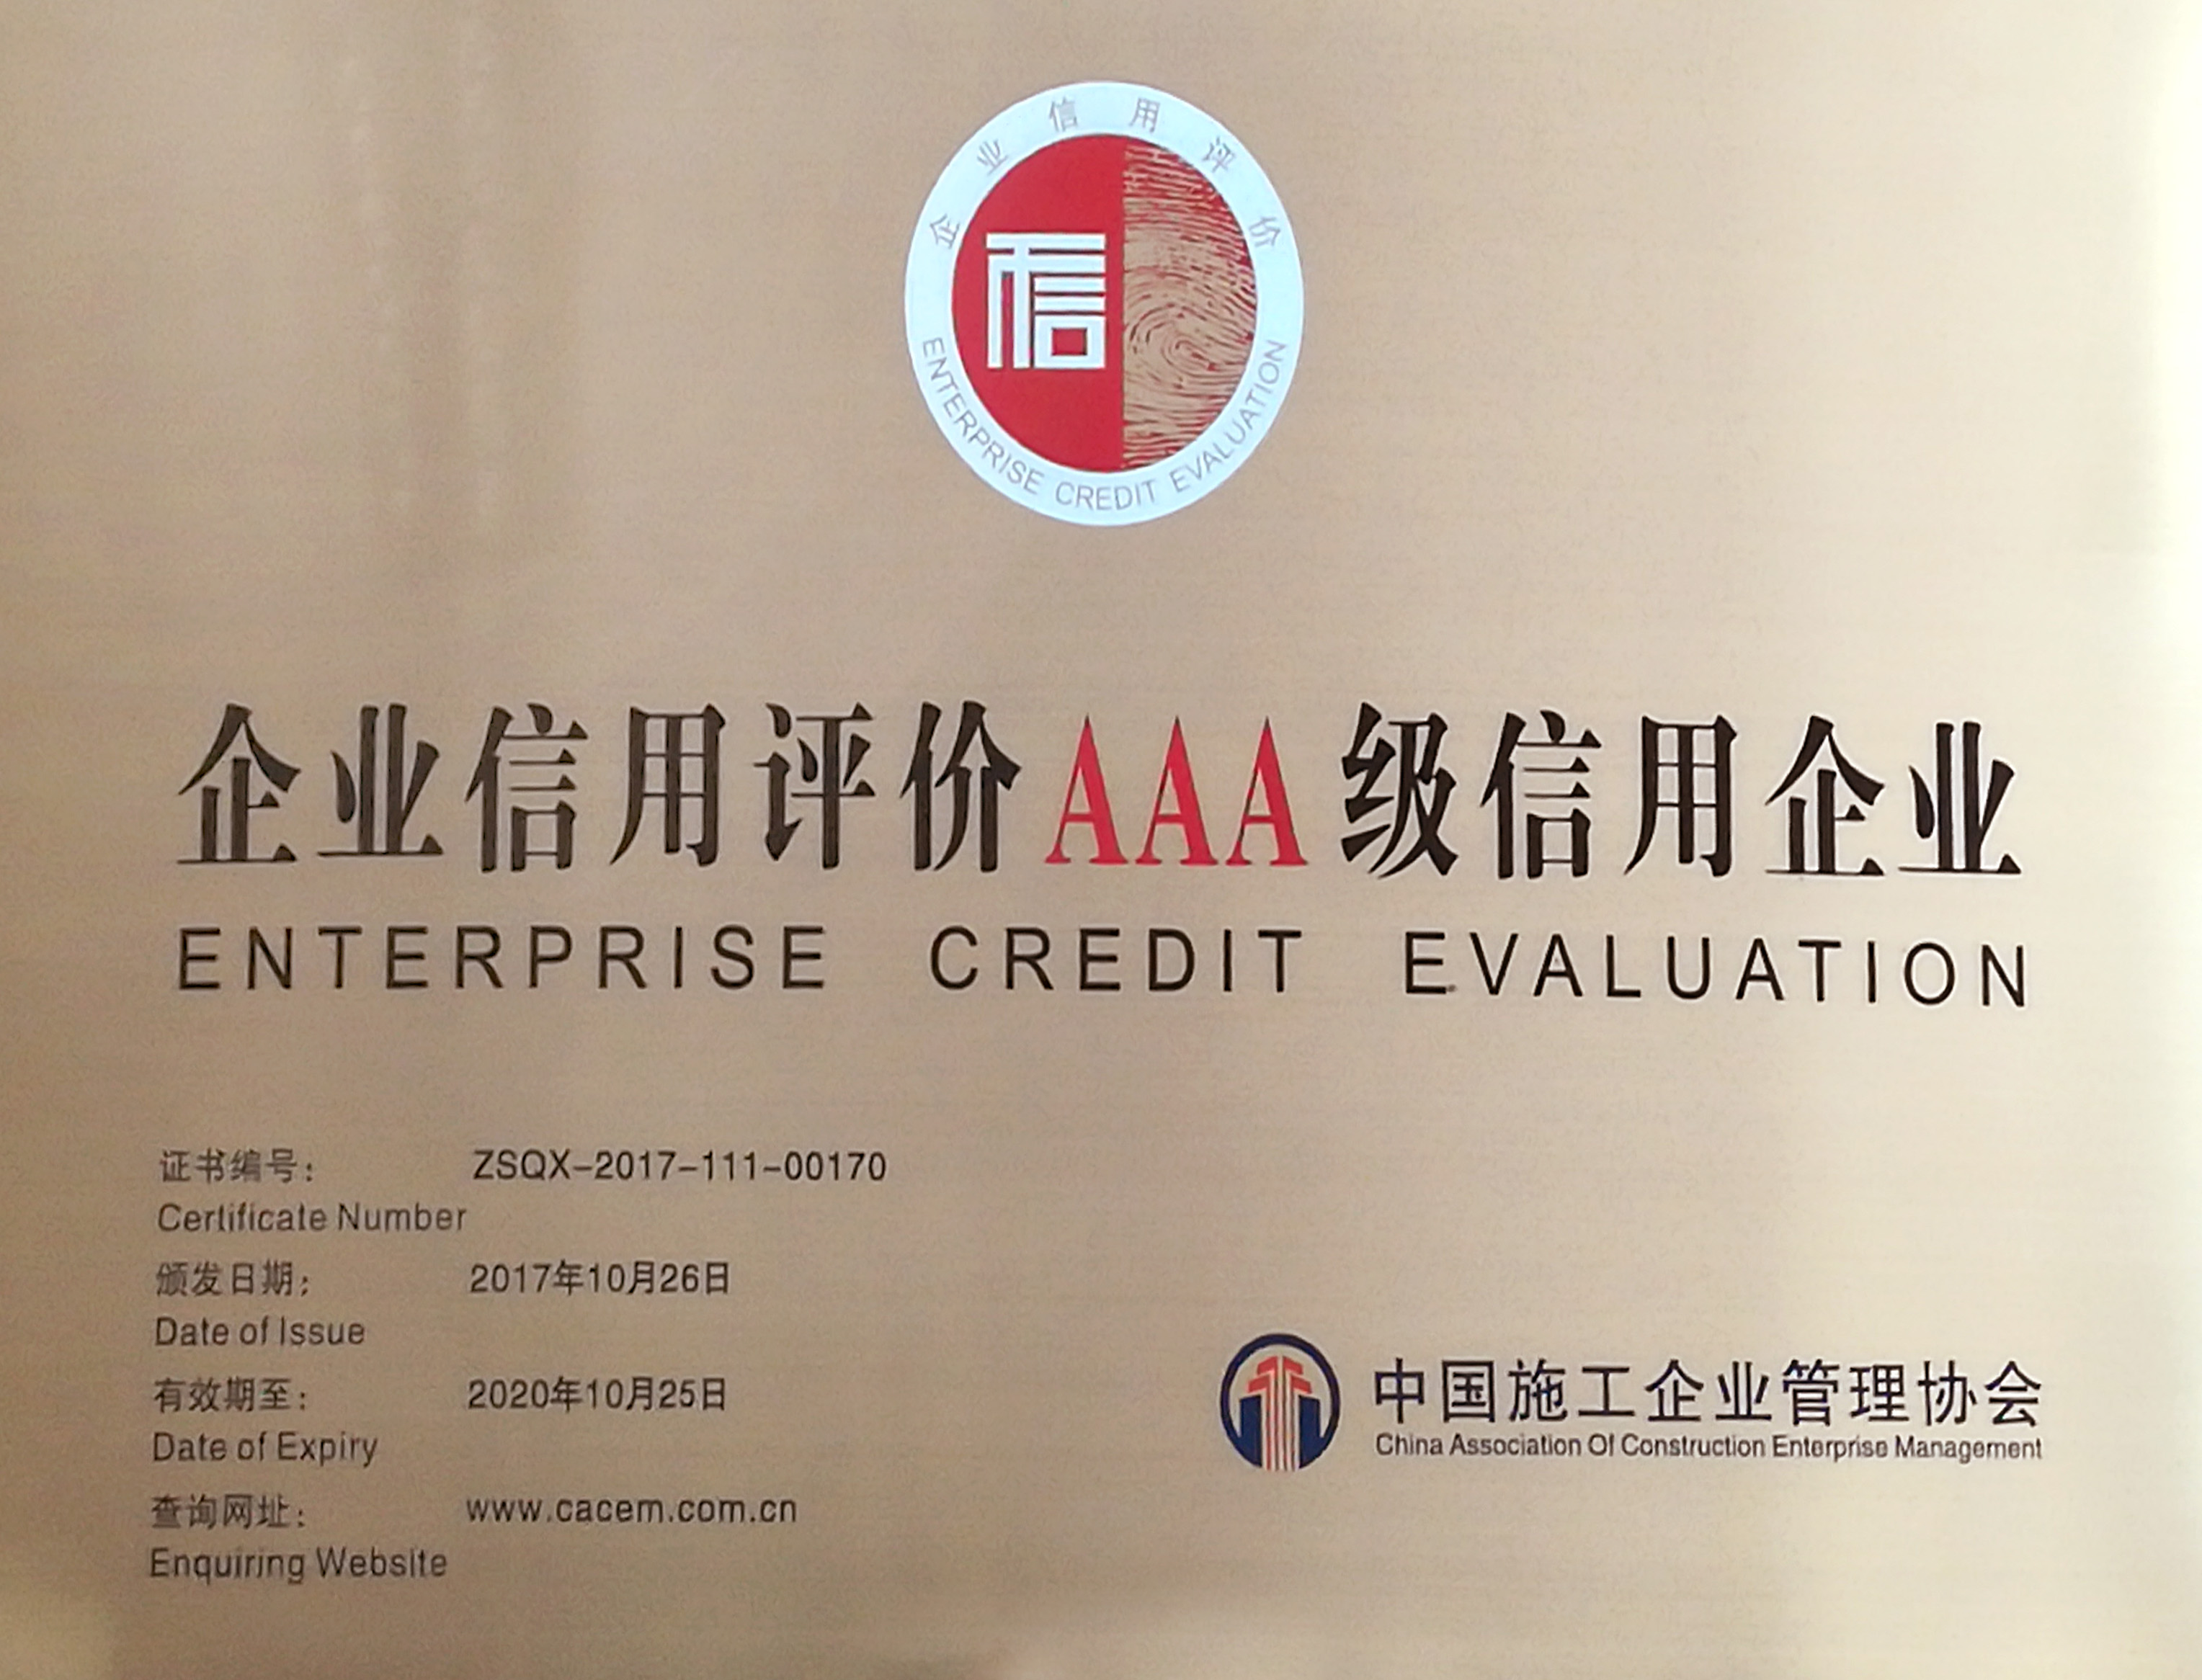 企业信用评价
信
ENTERPRISE CREDIT EVALUATION
企业信用评价AAA级信用企业
ENTERPRISE CREDIT EVALUATION
证书编号: ZSQX-2017-111-00170
Certificate Number
颁发日期: 2017年10月26日
Date of Issue
有效期至: 2020年10月25日
Date of Expiry
查询网址: www.cacem.com.cn
Enquiring Website
中国施工企业管理协会
China Association Of Construction Enterprise Management